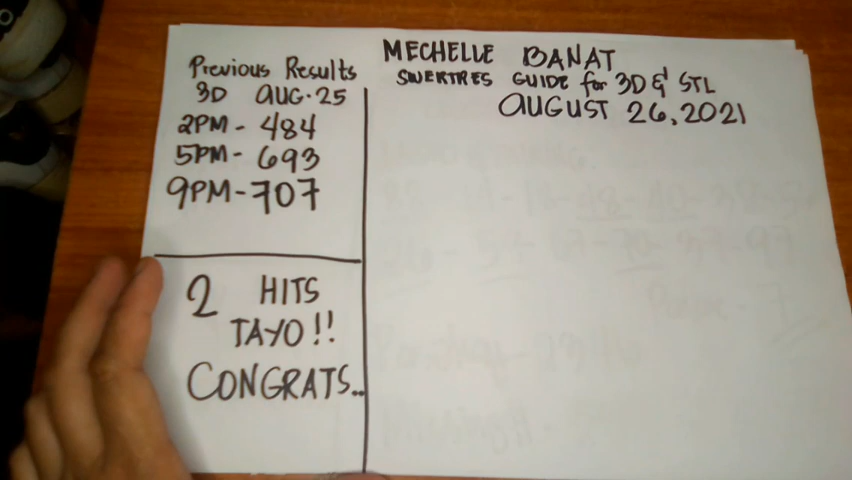 Previous Results
3D AUG. 25
2PM - 484
5PM - 693
9PM - 707
2 HITS
TAYO!!
CONGRATS..
MECHELLE BANAT
SWERTRES GUIDE for 3D & STL
AUGUST 26, 2021